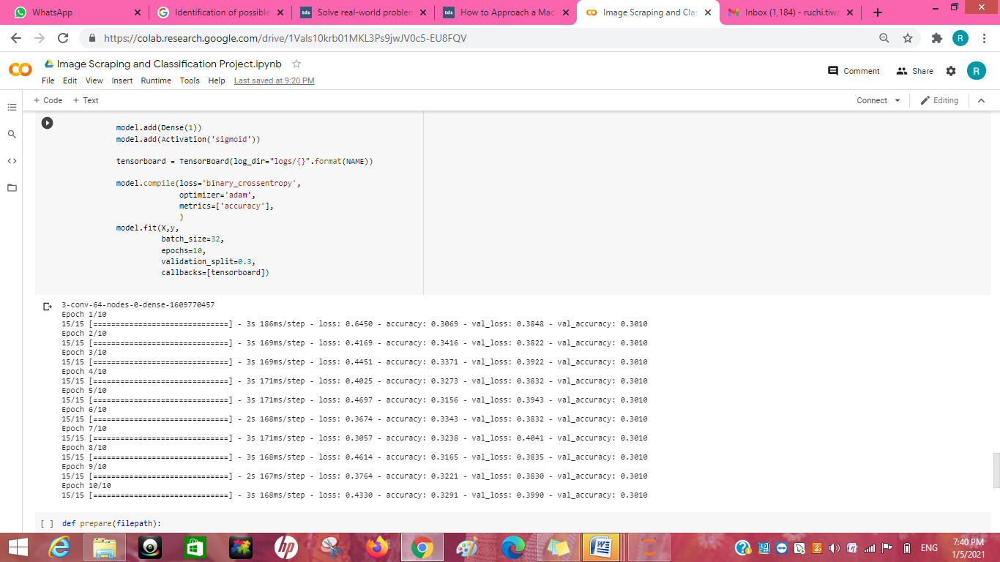 WhatsApp
Identification of possible
Solve real-world problem
How to Approach a Mac
Image Scraping and Clas
Inbox (1,184) - ruchi.tiwa
https://colab.research.google.com/drive/1Vals10krb01MKL3Ps9jwJV0c5-EU8FQV
R
Image Scraping and Classification Project.ipynb
File Edit View Insert Runtime Tools Help Last saved at 9:20 PM
Comment Share R
+ Code + Text
Connect Editing
model.add(Dense(1))
model.add(Activation('sigmoid'))
tensorboard = TensorBoard(log_dir="logs/{}".format(NAME))
model.compile(loss='binary_crossentropy',
optimizer='adam',
metrics=['accuracy'],
)
model.fit(X,y,
batch_size=32,
epochs=10,
validation_split=0.3,
callbacks=[tensorboard])
3-conv-64-nodes-0-dense-1609770457
Epoch 1/10
15/15 [==============================] - 3s 186ms/step - loss: 0.6450 - accuracy: 0.3069 - val_loss: 0.3848 - val_accuracy: 0.3010
Epoch 2/10
15/15 [==============================] - 3s 169ms/step - loss: 0.4169 - accuracy: 0.3416 - val_loss: 0.3822 - val_accuracy: 0.3010
Epoch 3/10
15/15 [==============================] - 3s 169ms/step - loss: 0.4451 - accuracy: 0.3371 - val_loss: 0.3922 - val_accuracy: 0.3010
Epoch 4/10
15/15 [==============================] - 3s 171ms/step - loss: 0.4025 - accuracy: 0.3273 - val_loss: 0.3832 - val_accuracy: 0.3010
Epoch 5/10
15/15 [==============================] - 3s 171ms/step - loss: 0.4697 - accuracy: 0.3156 - val_loss: 0.3943 - val_accuracy: 0.3010
Epoch 6/10
15/15 [==============================] - 2s 168ms/step - loss: 0.3674 - accuracy: 0.3343 - val_loss: 0.3832 - val_accuracy: 0.3010
Epoch 7/10
15/15 [==============================] - 3s 171ms/step - loss: 0.3057 - accuracy: 0.3238 - val_loss: 0.4041 - val_accuracy: 0.3010
Epoch 8/10
15/15 [==============================] - 3s 168ms/step - loss: 0.4614 - accuracy: 0.3165 - val_loss: 0.3835 - val_accuracy: 0.3010
Epoch 9/10
15/15 [==============================] - 2s 167ms/step - loss: 0.3764 - accuracy: 0.3221 - val_loss: 0.3830 - val_accuracy: 0.3010
Epoch 10/10
15/15 [==============================] - 3s 168ms/step - loss: 0.4330 - accuracy: 0.3291 - val_loss: 0.3990 - val_accuracy: 0.3010
[ ] def prepare(filepath):
ENG
7:40 PM
1/5/2021